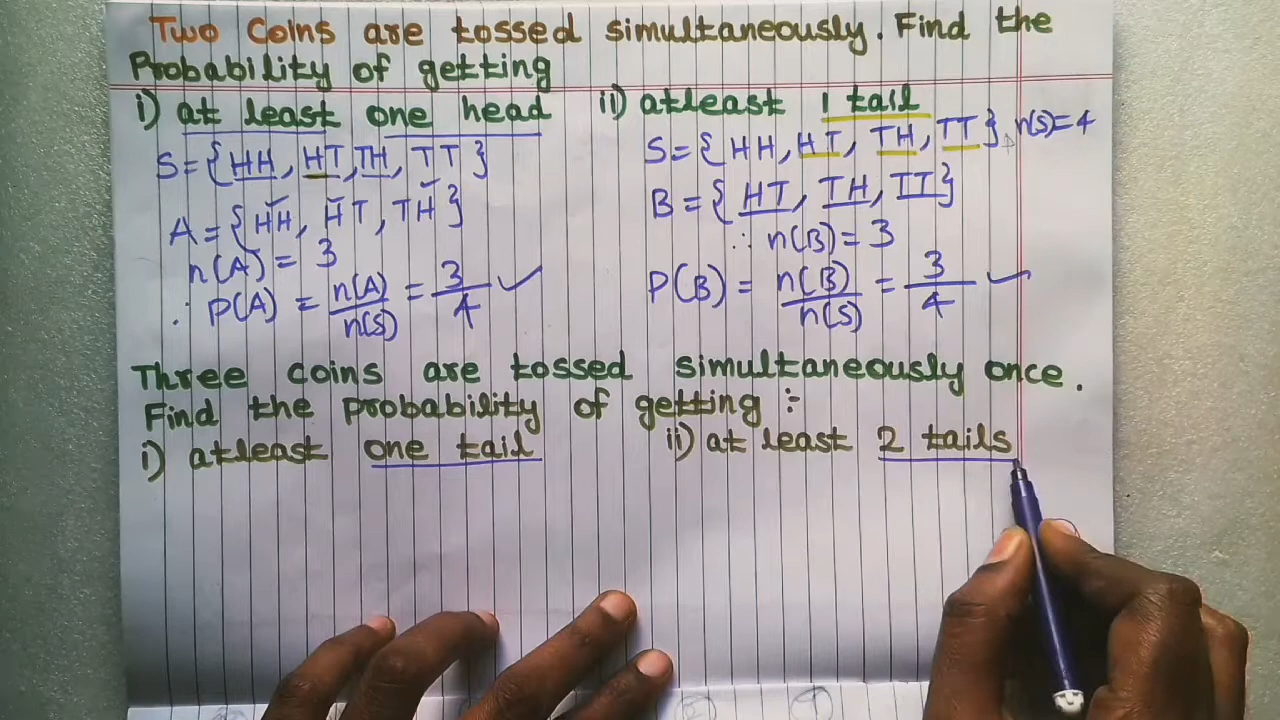 Two Coins are tossed simultaneously. Find the
Probability of getting
i) at least one head
S = {HH, HT, TH, TT}
A = {HH, HT, TH}
n(A) = 3
∴ P(A) = n(A)/n(S) = 3/4 ✓
ii) atleast 1 tail
S = {HH, HT, TH, TT}, n(S)=4
B = {HT, TH, TT}
∴ n(B) = 3
P(B) = n(B)/n(S) = 3/4 ✓
Three coins are tossed simultaneously once.
Find the probability of getting :-
i) atleast one tail
ii) at least 2 tails